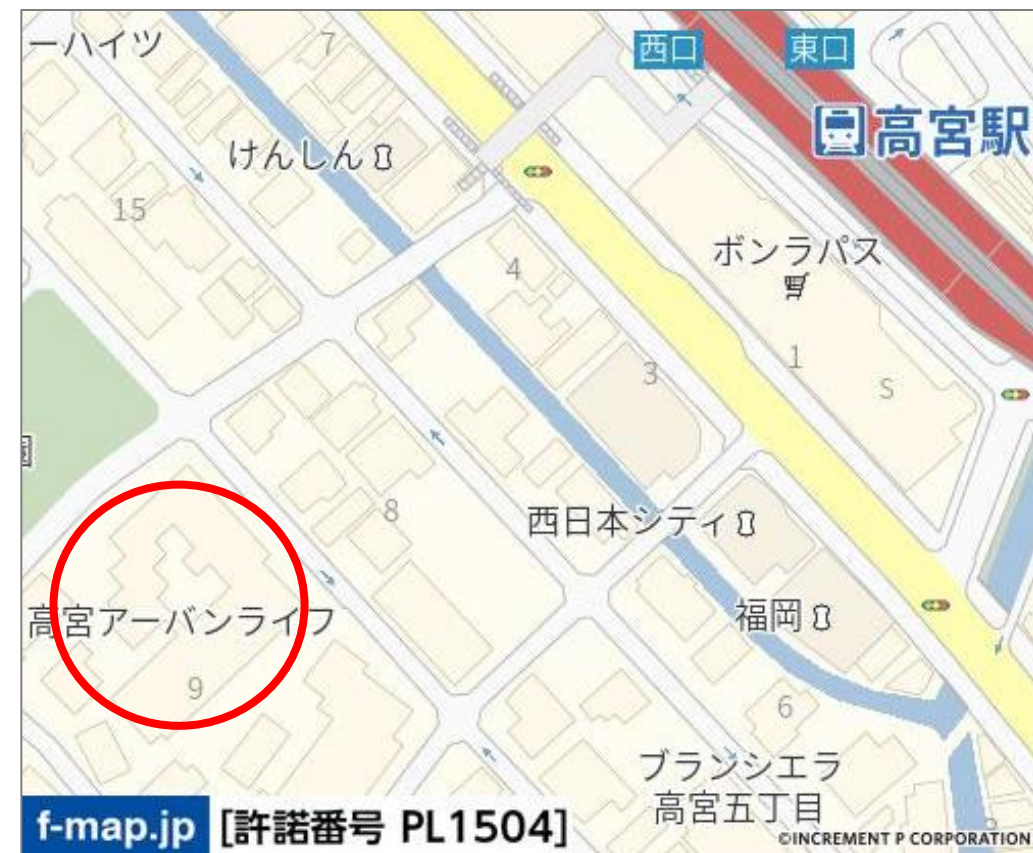 ーハイツ
7
西口
東口
高宮駅
けんしん
15
ボンラパス
4
1
3
S
8
西日本シティ
高宮アーバンライフ
福岡
9
6
ブランシエラ
高宮五丁目
f-map.jp [許諾番号 PL1504]
©INCREMENT P CORPORATION